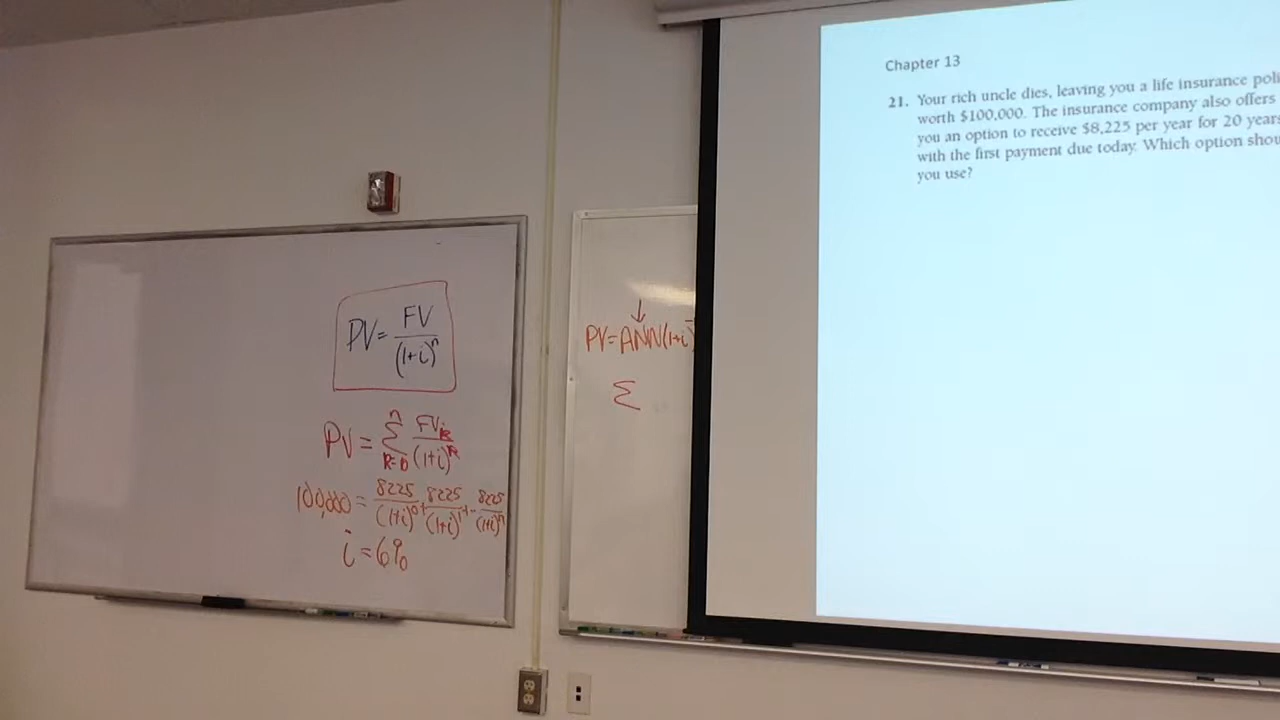 PV = FV / (1+i)^n
PV = Σ n R=0 FV_R / (1+i)^R
100,000 = 8225 / (1+i)^0 + 8225 / (1+i)^1 + - 8225 / (1+i)^n
i = 6%
PV = ANN (1+i)
Σ
Chapter 13
21. Your rich uncle dies, leaving you a life insurance poli
worth $100,000. The insurance company also offers
you an option to receive $8,225 per year for 20 years
with the first payment due today. Which option shou
you use?